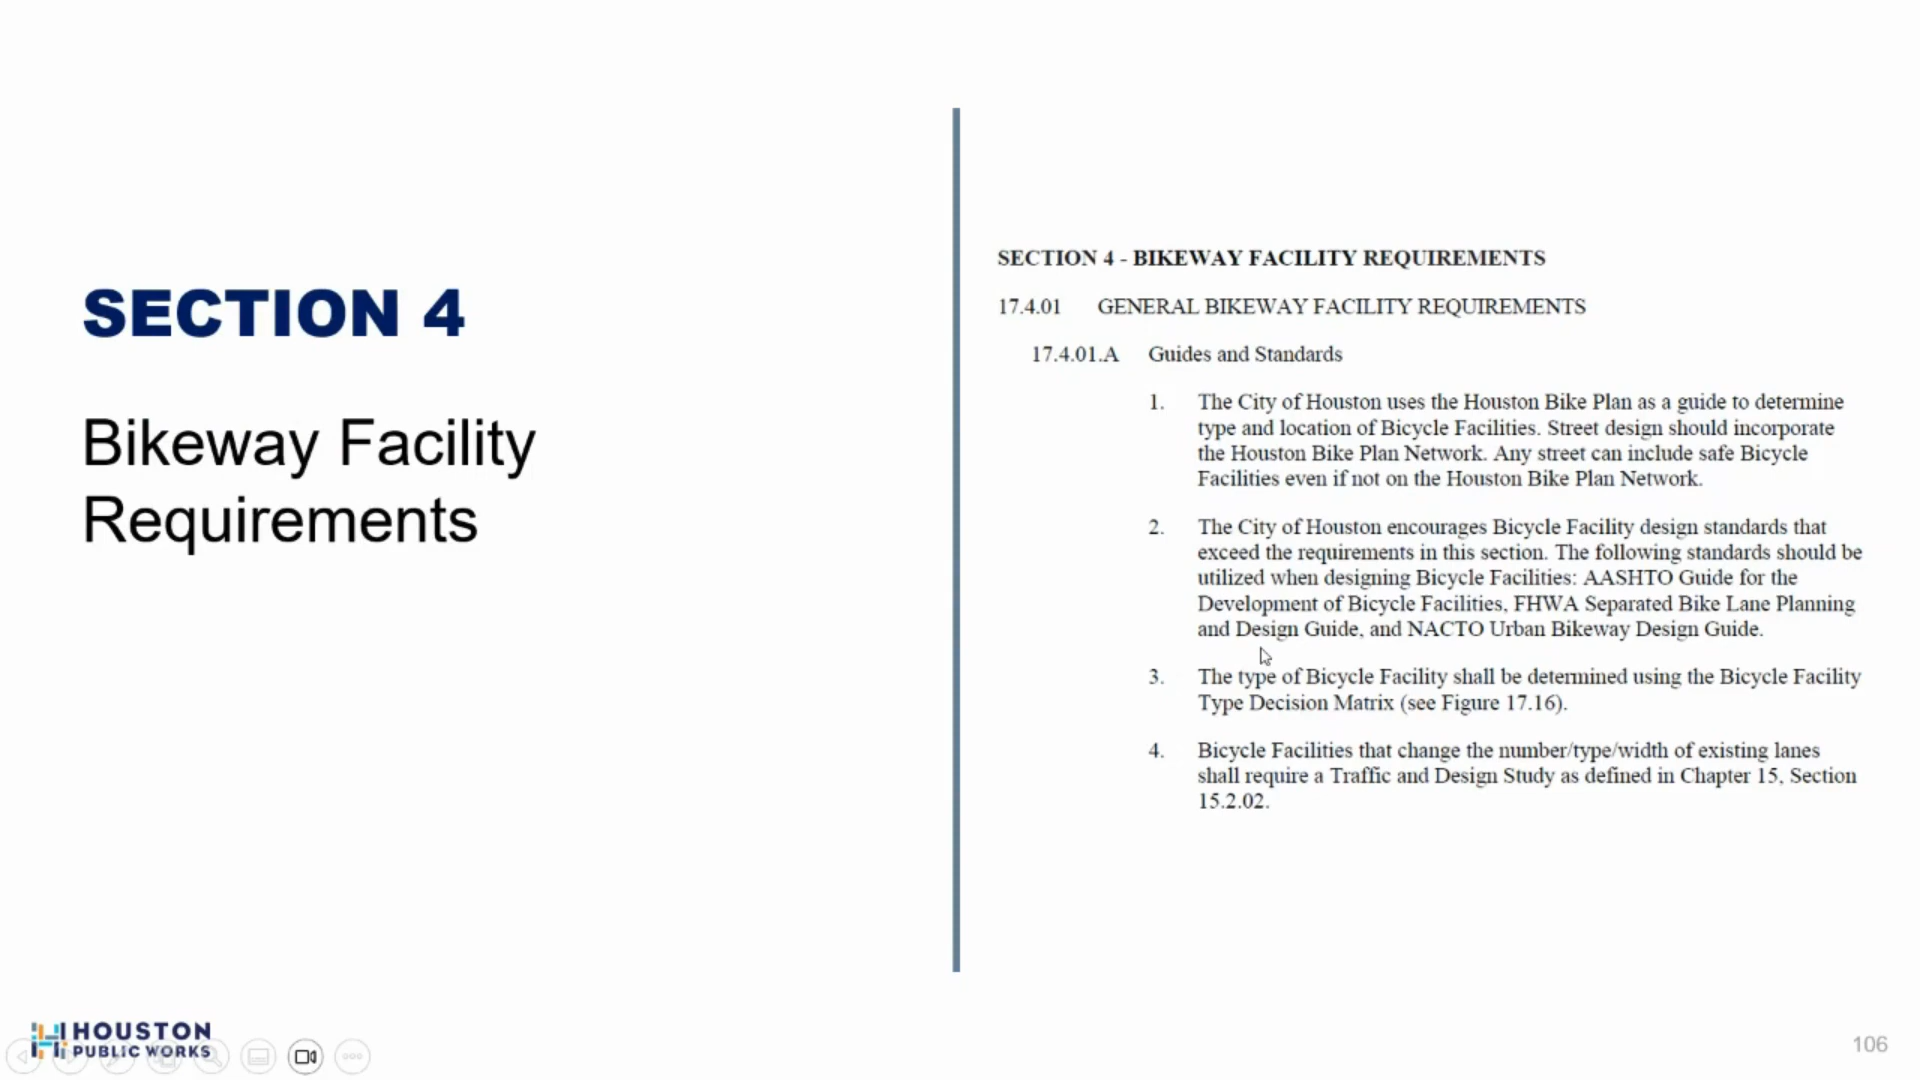 SECTION 4
Bikeway Facility
Requirements
SECTION 4 - BIKEWAY FACILITY REQUIREMENTS
17.4.01 GENERAL BIKEWAY FACILITY REQUIREMENTS
17.4.01.A Guides and Standards
1. The City of Houston uses the Houston Bike Plan as a guide to determine
type and location of Bicycle Facilities. Street design should incorporate
the Houston Bike Plan Network. Any street can include safe Bicycle
Facilities even if not on the Houston Bike Plan Network.
2. The City of Houston encourages Bicycle Facility design standards that
exceed the requirements in this section. The following standards should be
utilized when designing Bicycle Facilities: AASHTO Guide for the
Development of Bicycle Facilities, FHWA Separated Bike Lane Planning
and Design Guide, and NACTO Urban Bikeway Design Guide.
3. The type of Bicycle Facility shall be determined using the Bicycle Facility
Type Decision Matrix (see Figure 17.16).
4. Bicycle Facilities that change the number/type/width of existing lanes
shall require a Traffic and Design Study as defined in Chapter 15, Section
15.2.02.
HOUSTON
PUBLIC WORKS
106